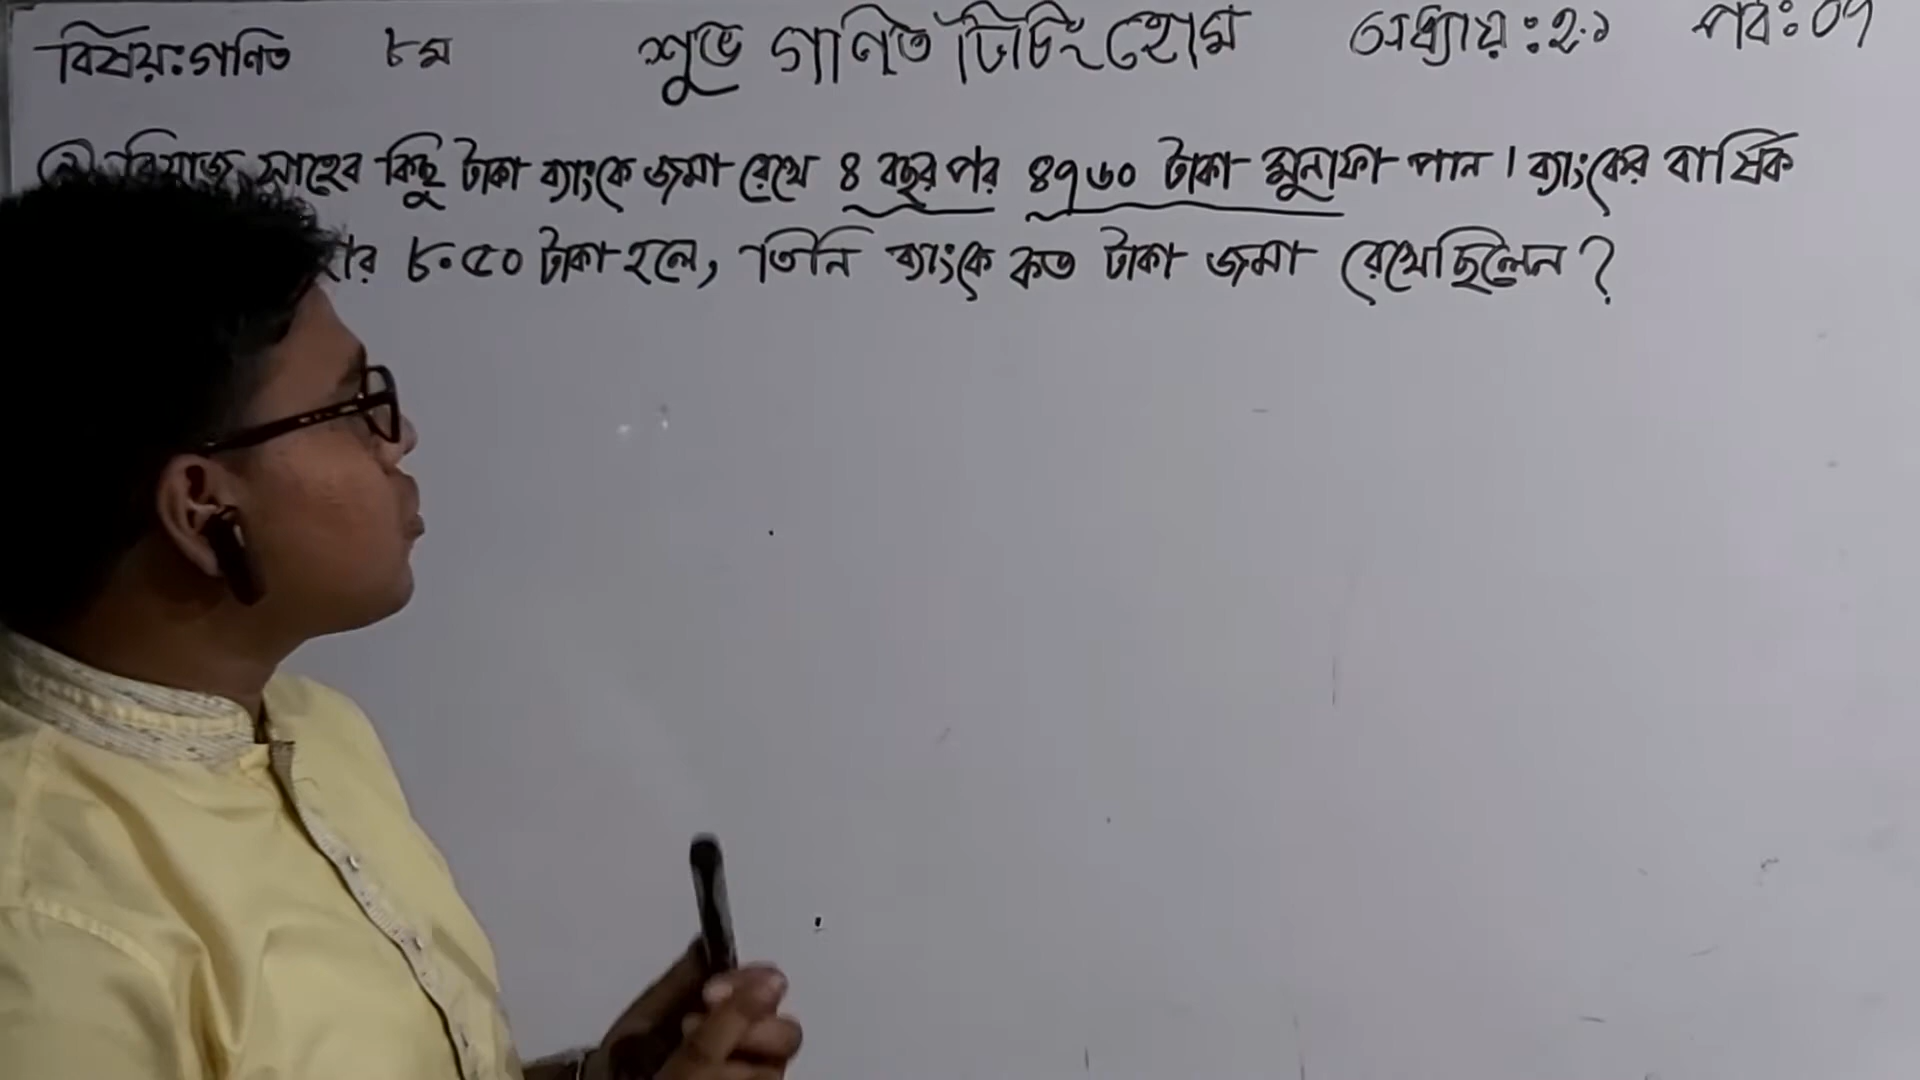 বিষয়ঃগণিত ৮ম শুভ গণিত টিচিং হোম অধ্যায়ঃ২.১ পর্বঃ০৭
রিয়াজ সাহেব কিছু টাকা ব্যাংকে জমা রেখে ৪ বছর পর ৪৭৬০ টাকা মুনাফা পান। ব্যাংকের বার্ষিক
হার ৮.৫০ টাকা হলে, তিনি ব্যাংকে কত টাকা জমা রেখেছিলেন?